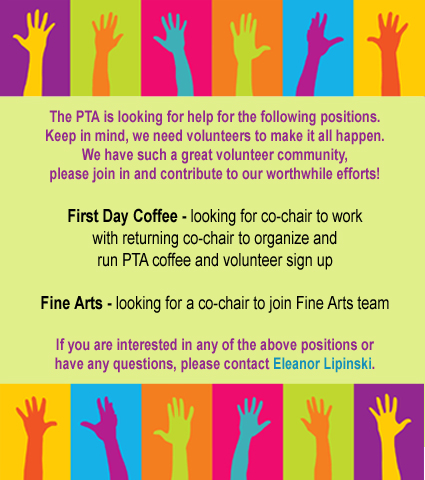 The PTA is looking for help for the following positions.
Keep in mind, we need volunteers to make it all happen.
We have such a great volunteer community,
please join in and contribute to our worthwhile efforts!
First Day Coffee - looking for co-chair to work
with returning co-chair to organize and
run PTA coffee and volunteer sign up
Fine Arts - looking for a co-chair to join Fine Arts team
If you are interested in any of the above positions or
have any questions, please contact Eleanor Lipinski.